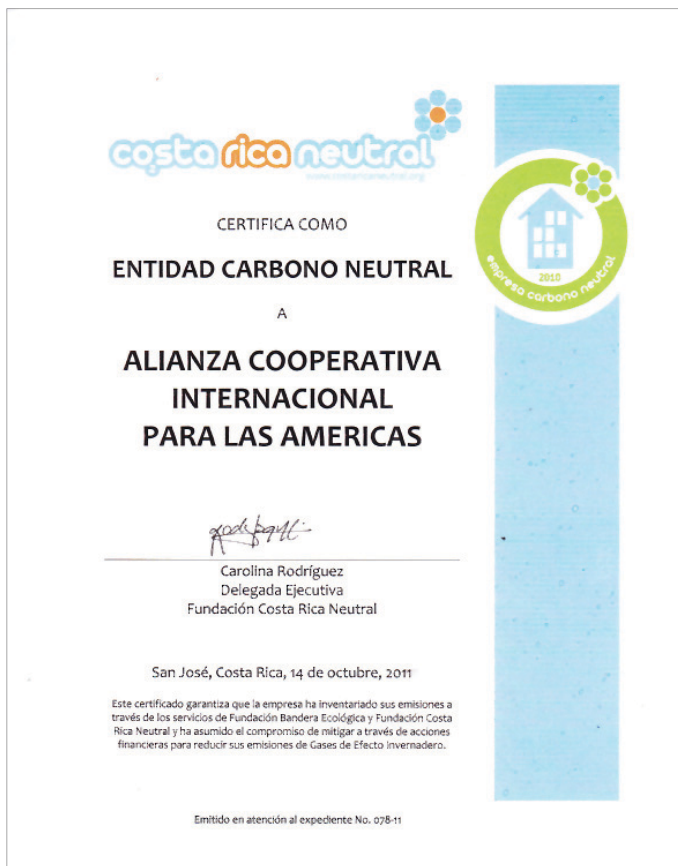 co2sta rica neutral
www.costaricaneutral.org
CERTIFICA COMO
ENTIDAD CARBONO NEUTRAL
A
ALIANZA COOPERATIVA
INTERNACIONAL
PARA LAS AMERICAS
Carolina Rodríguez
Delegada Ejecutiva
Fundación Costa Rica Neutral
San José, Costa Rica, 14 de octubre, 2011
Este certificado garantiza que la empresa ha inventariado sus emisiones a
través de los servicios de Fundación Bandera Ecológica y Fundación Costa
Rica Neutral y ha asumido el compromiso de mitigar a través de acciones
financieras para reducir sus emisiones de Gases de Efecto Invernadero.
Emitido en atención al expediente No. 078-11
2010
empresa carbono neutral